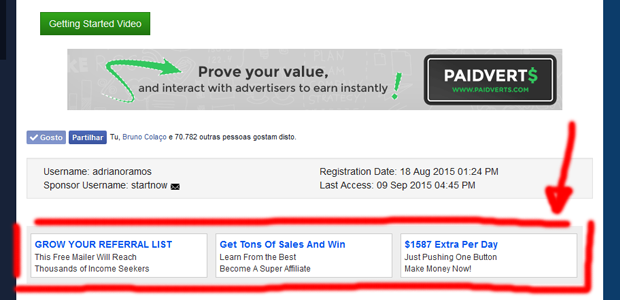 Getting Started Video
Prove your value,
and interact with advertisers to earn instantly!
PAIDVERT$
WWW.PAIDVERTS.COM
Gosto Partilhar Tu, Bruno Colaço e 70.782 outras pessoas gostam disto.
Username: adrianoramos
Sponsor Username: startnow
Registration Date: 18 Aug 2015 01:24 PM
Last Access: 09 Sep 2015 04:45 PM
GROW YOUR REFERRAL LIST
This Free Mailer Will Reach
Thousands of Income Seekers
Get Tons Of Sales And Win
Learn From the Best
Become A Super Affiliate
$1587 Extra Per Day
Just Pushing One Button
Make Money Now!